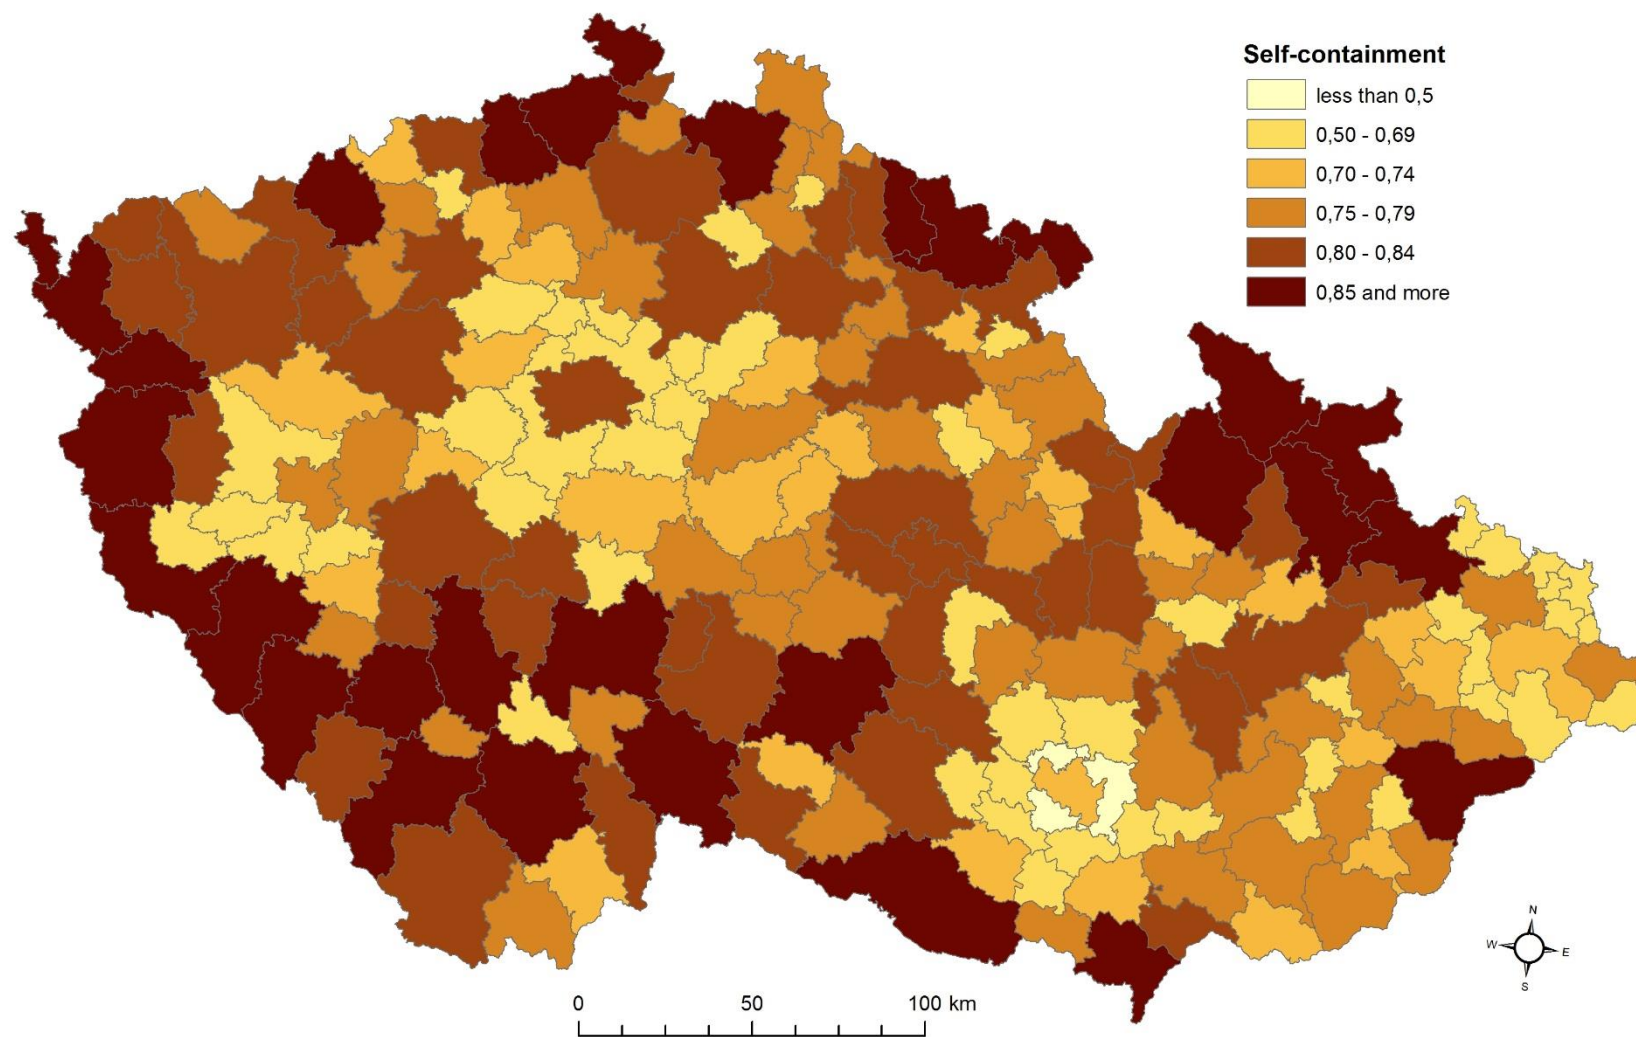 Self-containment
less than 0,5
0,50 - 0,69
0,70 - 0,74
0,75 - 0,79
0,80 - 0,84
0,85 and more
N
W E
S
0 50 100 km